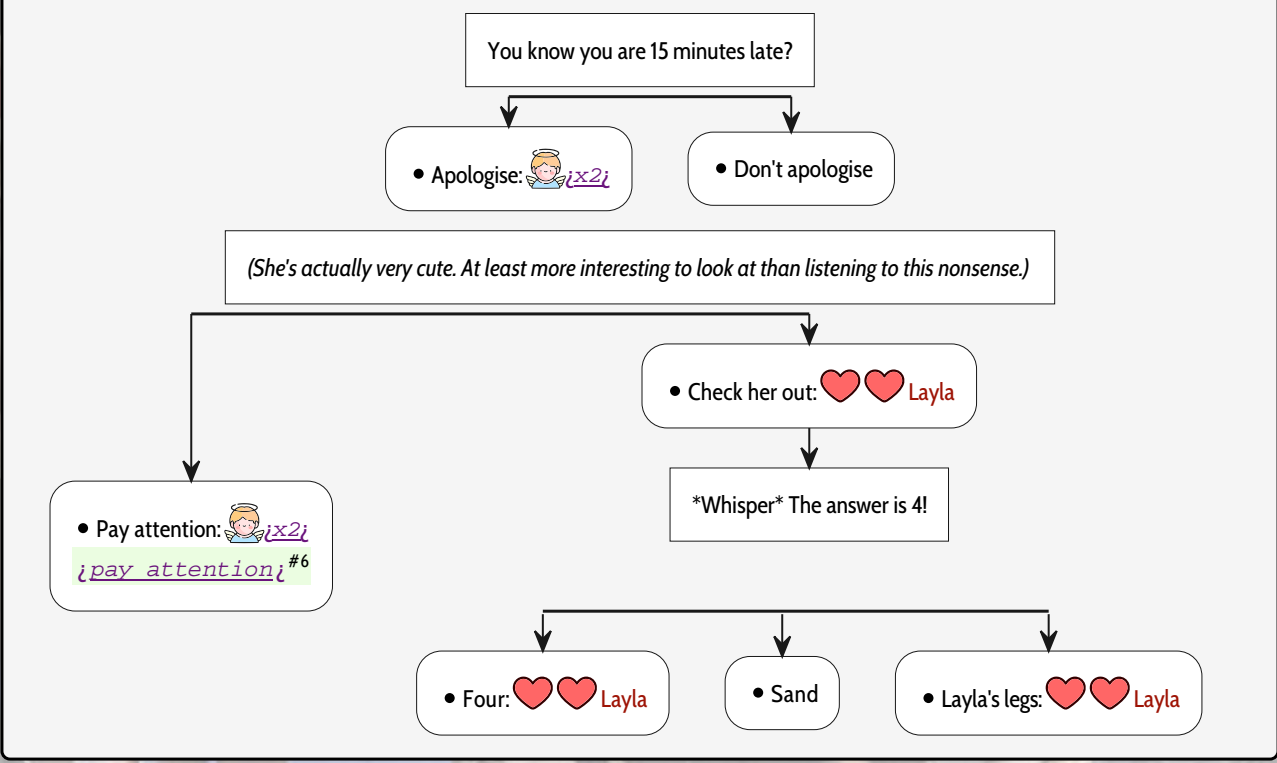 You know you are 15 minutes late?
• Apologise: ¿x2¿
• Don't apologise
(She's actually very cute. At least more interesting to look at than listening to this nonsense.)
• Check her out: Layla
*Whisper* The answer is 4!
• Pay attention: ¿x2¿
¿pay attention¿#6
• Four: Layla
• Sand
• Layla's legs: Layla